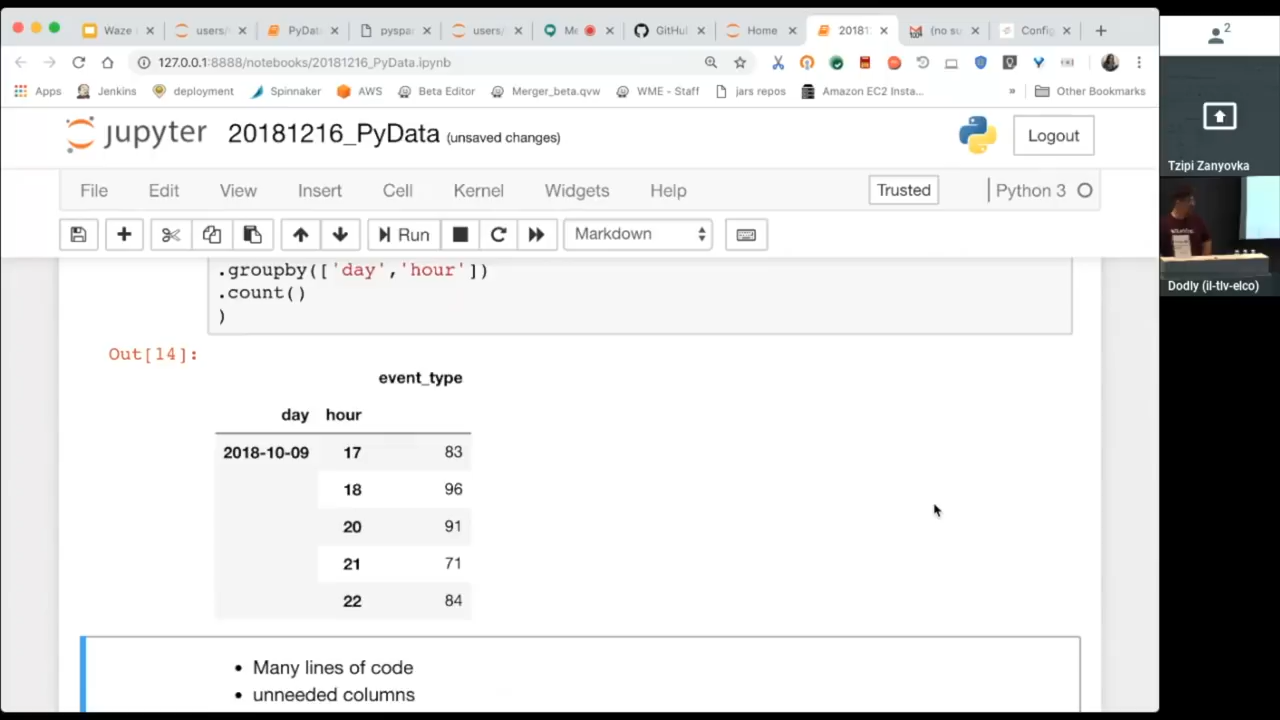 Waze
users/
PyData
pyspar
users/
Me
GitHub
Home
20181
(no su
Config
2
127.0.0.1:8888/notebooks/20181216_PyData.ipynb
Apps Jenkins deployment Spinnaker AWS Beta Editor Merger_beta.qvw WME - Staff jars repos Amazon EC2 Insta... » Other Bookmarks
jupyter 20181216_PyData (unsaved changes) Logout
Tzipi Zanyovka
File Edit View Insert Cell Kernel Widgets Help Trusted Python 3
Run Markdown
.groupby(['day','hour'])
.count()
)
Dodly (il-tlv-elco)
Out[14]:
event_type
day hour
2018-10-09 17 83
18 96
20 91
21 71
22 84
• Many lines of code
• unneeded columns